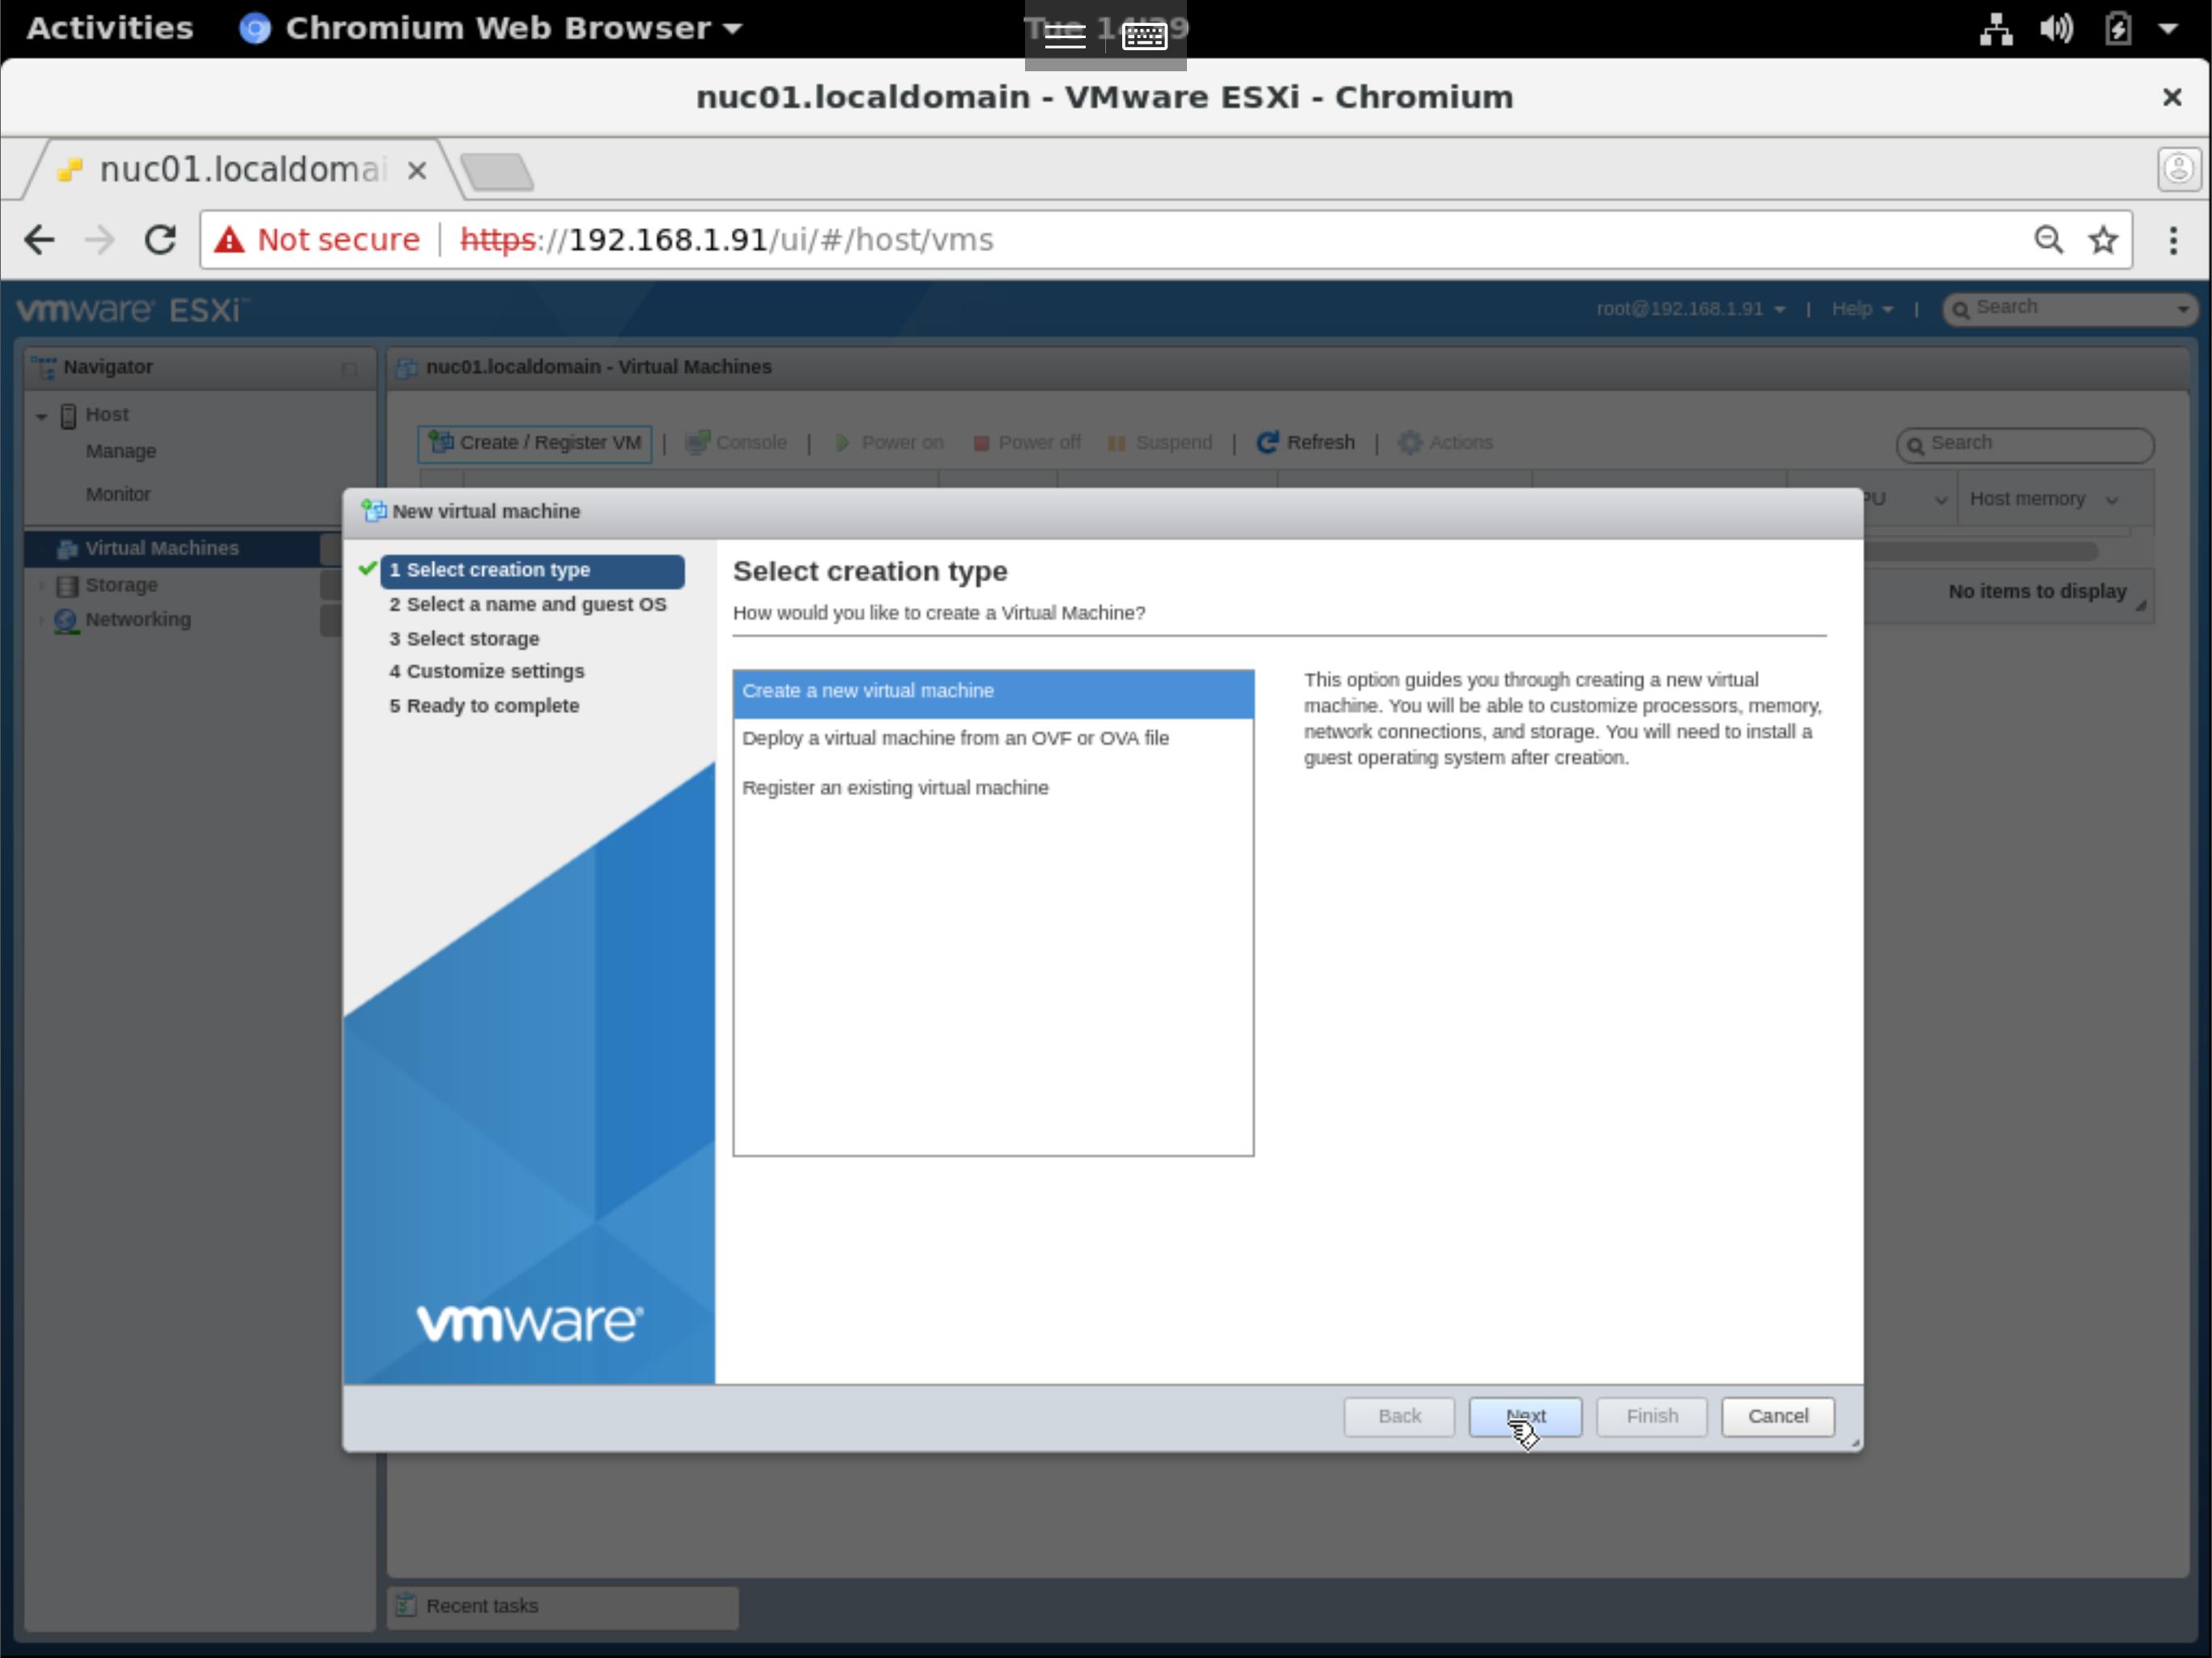 Activities Chromium Web Browser Tue
nuc01.localdomain - VMware ESXi - Chromium
nuc01.localdomai
Not secure https://192.168.1.91/ui/#/host/vms
vmware ESXi root@192.168.1.91 | Help | Search
Navigator
nuc01.localdomain - Virtual Machines
Host
Manage
Monitor
Virtual Machines
Storage
Networking
Create / Register VM | Console | Power on Power off Suspend | Refresh | Actions Search
Host memory
No items to display
New virtual machine
1 Select creation type
2 Select a name and guest OS
3 Select storage
4 Customize settings
5 Ready to complete
vmware
Select creation type
How would you like to create a Virtual Machine?
Create a new virtual machine
Deploy a virtual machine from an OVF or OVA file
Register an existing virtual machine
This option guides you through creating a new virtual
machine. You will be able to customize processors, memory,
network connections, and storage. You will need to install a
guest operating system after creation.
Back Next Finish Cancel
Recent tasks